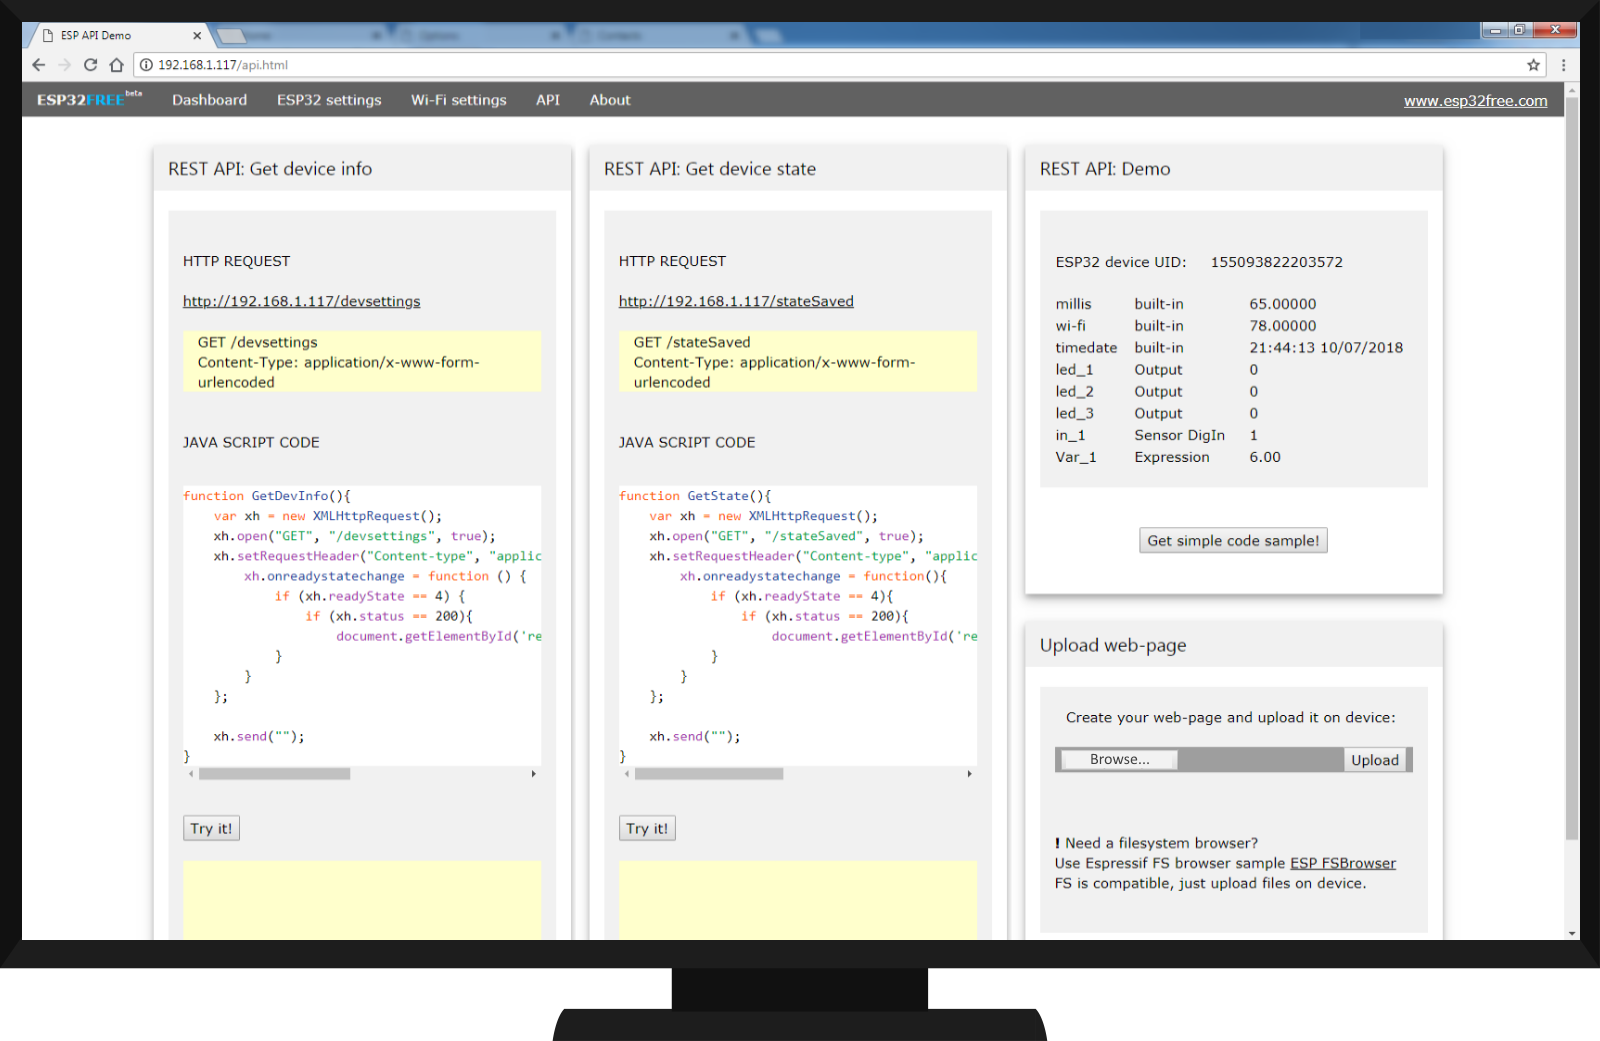 ESP API Demo
192.168.1.117/api.html
ESP32FREE beta Dashboard ESP32 settings Wi-Fi settings API About www.esp32free.com
REST API: Get device info
HTTP REQUEST
http://192.168.1.117/devsettings
GET /devsettings
Content-Type: application/x-www-form-
urlencoded
JAVA SCRIPT CODE
function GetDevInfo(){
var xh = new XMLHttpRequest();
xh.open("GET", "/devsettings", true);
xh.setRequestHeader("Content-type", "applic
xh.onreadystatechange = function () {
if (xh.readyState == 4) {
if (xh.status == 200){
document.getElementById('re
}
}
};
xh.send("");
}
Try it!
REST API: Get device state
HTTP REQUEST
http://192.168.1.117/stateSaved
GET /stateSaved
Content-Type: application/x-www-form-
urlencoded
JAVA SCRIPT CODE
function GetState(){
var xh = new XMLHttpRequest();
xh.open("GET", "/stateSaved", true);
xh.setRequestHeader("Content-type", "applic
xh.onreadystatechange = function(){
if (xh.readyState == 4){
if (xh.status == 200){
document.getElementById('re
}
}
};
xh.send("");
}
Try it!
REST API: Demo
ESP32 device UID: 155093822203572
millis built-in 65.00000
wi-fi built-in 78.00000
timedate built-in 21:44:13 10/07/2018
led_1 Output 0
led_2 Output 0
led_3 Output 0
in_1 Sensor DigIn 1
Var_1 Expression 6.00
Get simple code sample!
Upload web-page
Create your web-page and upload it on device:
Browse... Upload
! Need a filesystem browser?
Use Espressif FS browser sample ESP FSBrowser
FS is compatible, just upload files on device.